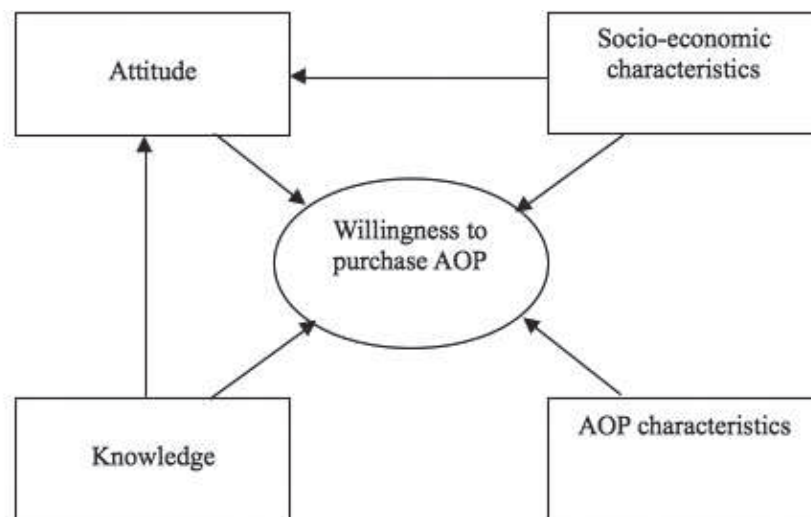 Attitude
Socio-economic
characteristics
Willingness to
purchase AOP
Knowledge
AOP characteristics